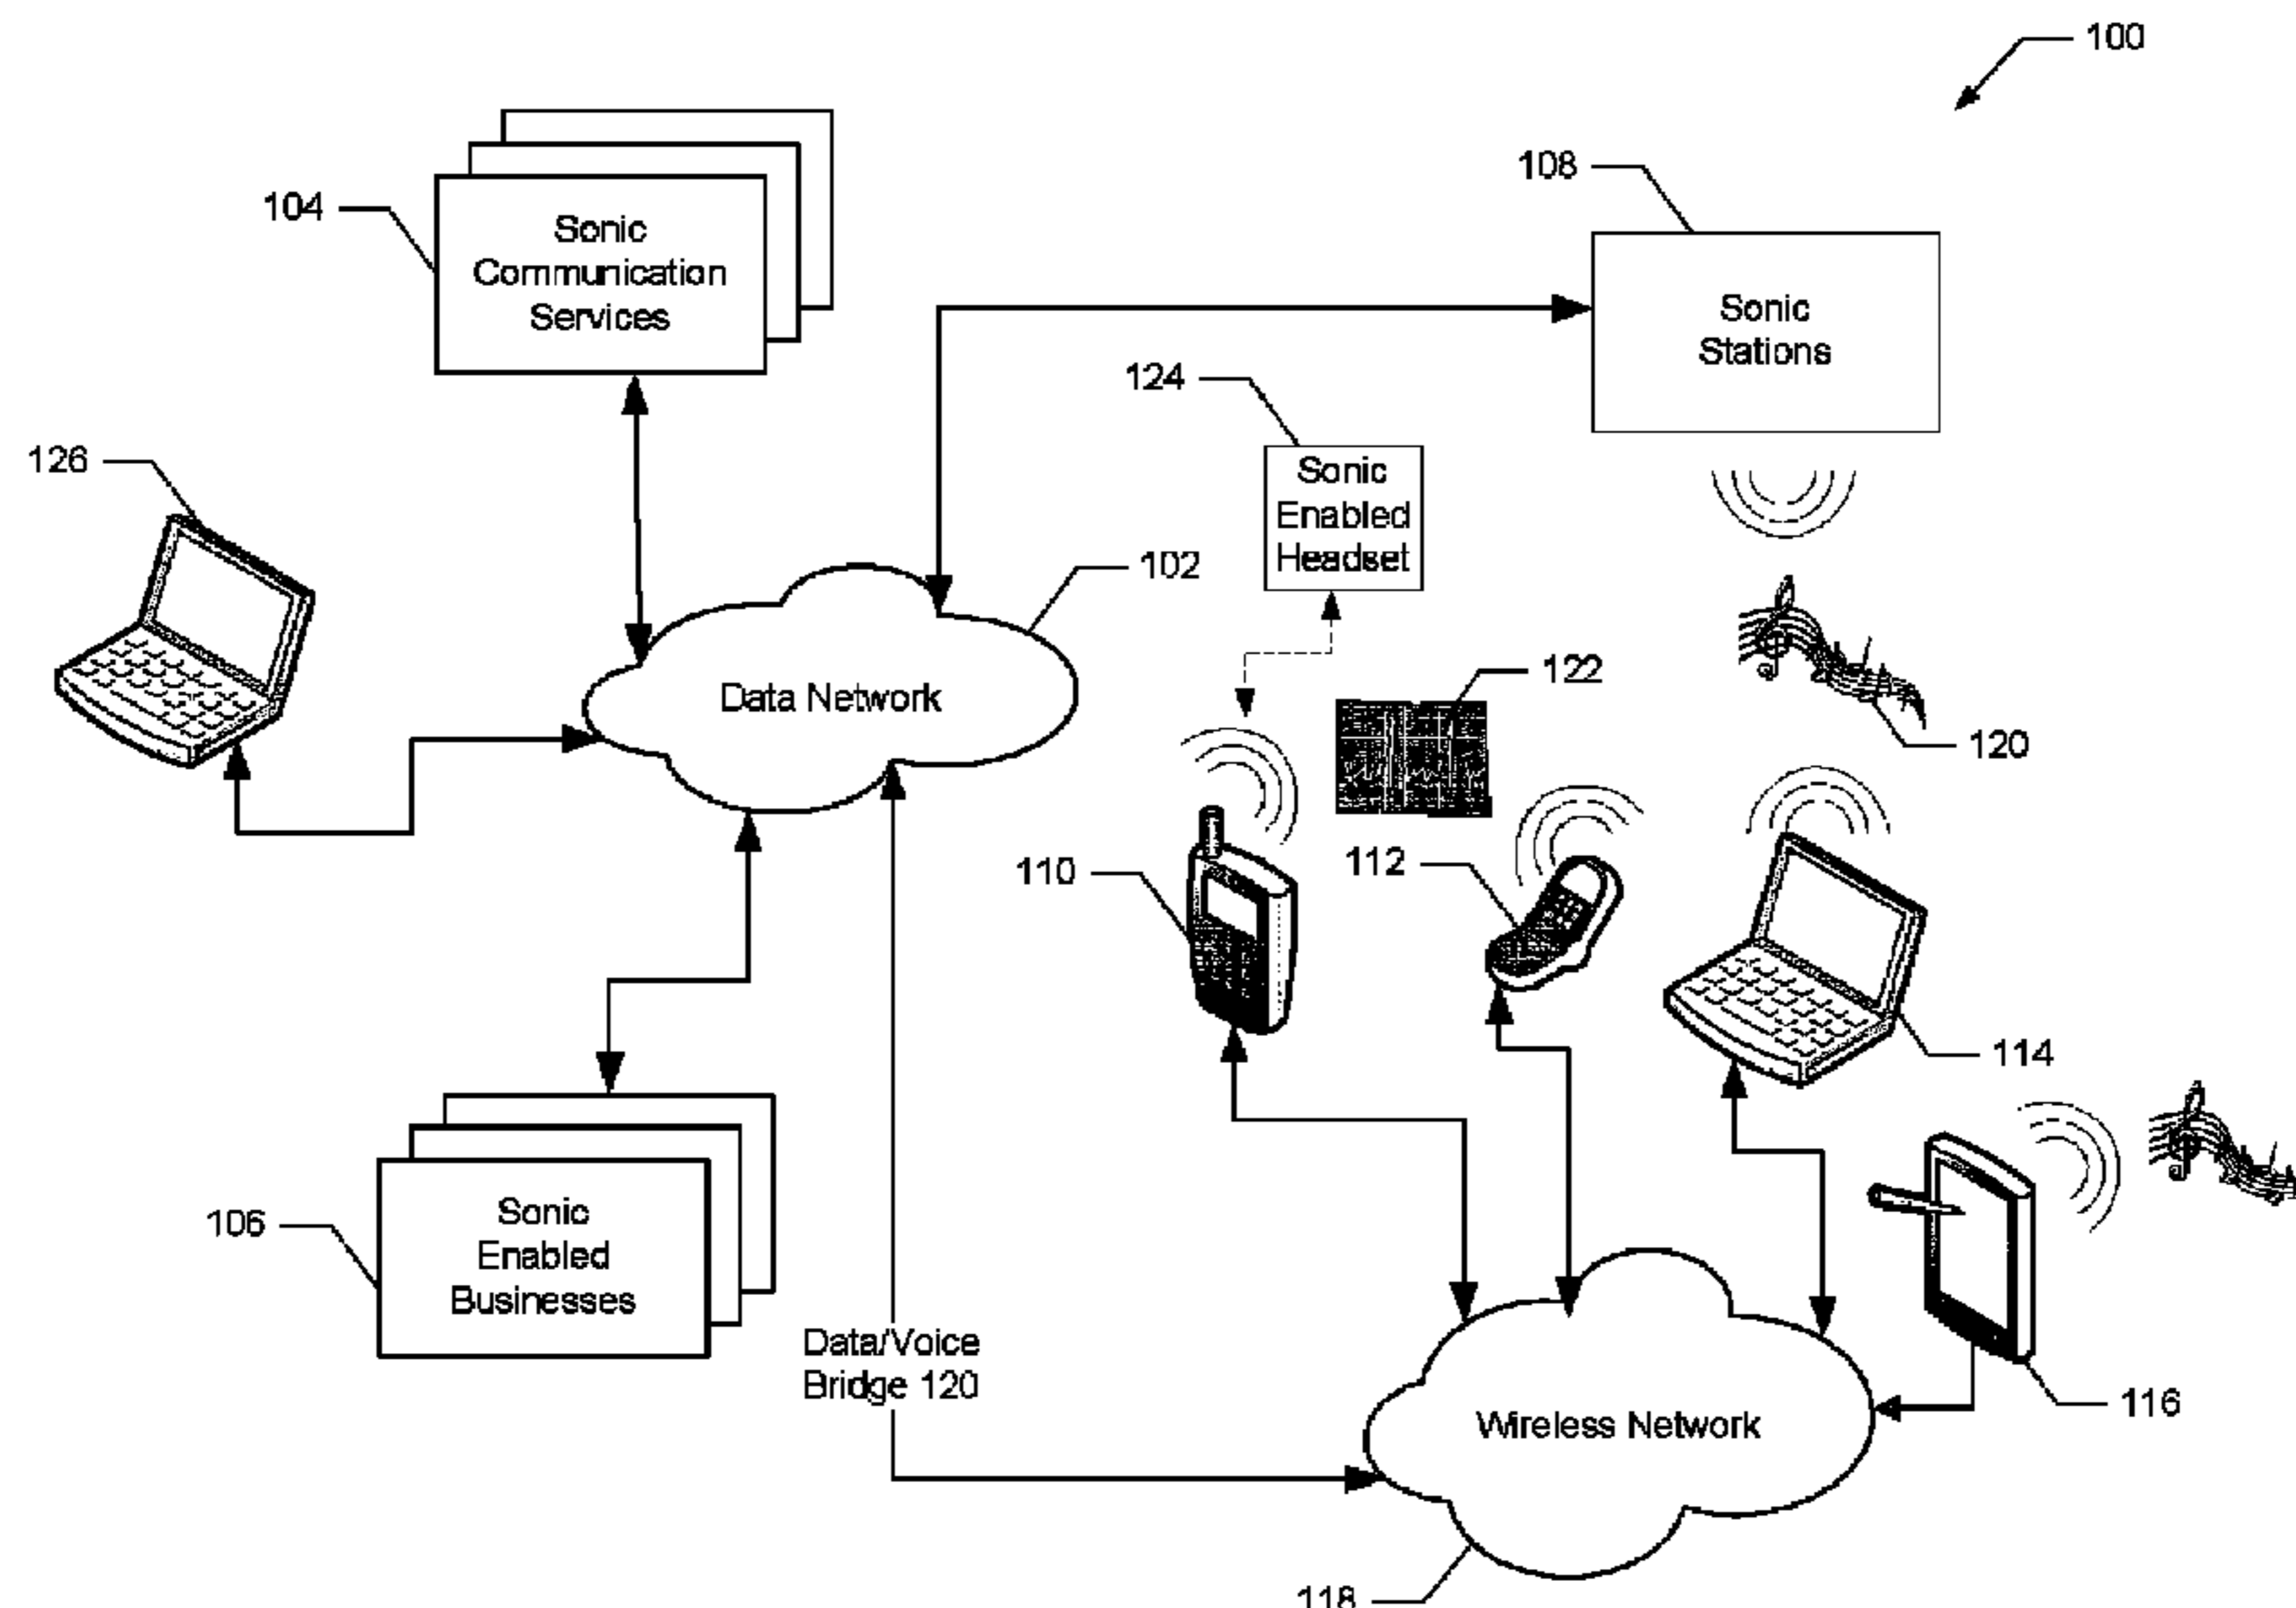 100
108
104
Sonic
Communication
Services
Sonic
Stations
124
126
Sonic
Enabled
Headset
102
Data Network
122
120
110
112
114
106
Sonic
Enabled
Businesses
Data/Voice
Bridge 120
Wireless Network
116
118